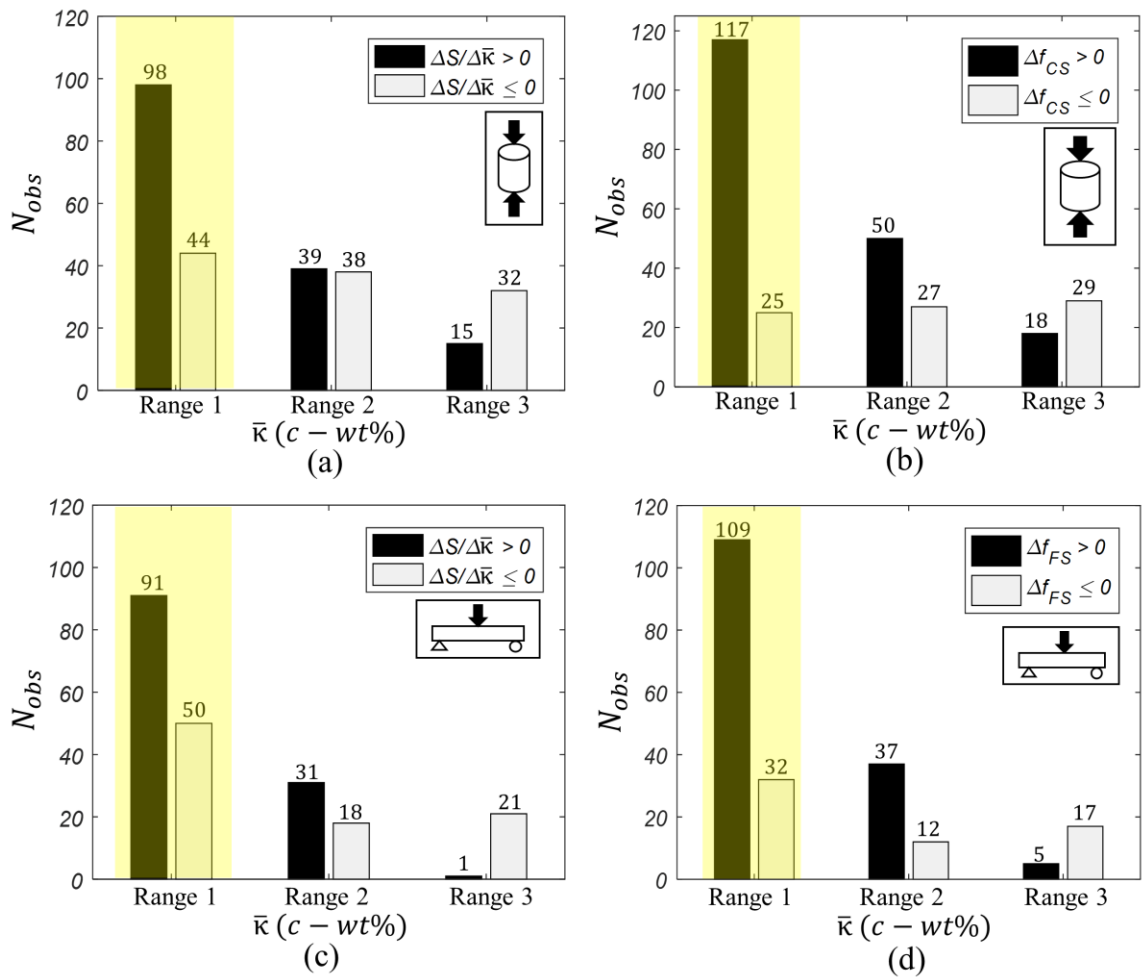 120
100
80
60
40
20
0
N_obs
98
44
39
38
15
32
ΔS/Δκ̄ > 0
ΔS/Δκ̄ ≤ 0
Range 1 Range 2 Range 3
κ̄ (c − wt%)
(a)
120
100
80
60
40
20
0
N_obs
117
25
50
27
18
29
Δf_CS > 0
Δf_CS ≤ 0
Range 1 Range 2 Range 3
κ̄ (c − wt%)
(b)
120
100
80
60
40
20
0
N_obs
91
50
31
18
1
21
ΔS/Δκ̄ > 0
ΔS/Δκ̄ ≤ 0
Range 1 Range 2 Range 3
κ̄ (c − wt%)
(c)
120
100
80
60
40
20
0
N_obs
109
32
37
12
5
17
Δf_FS > 0
Δf_FS ≤ 0
Range 1 Range 2 Range 3
κ̄ (c − wt%)
(d)